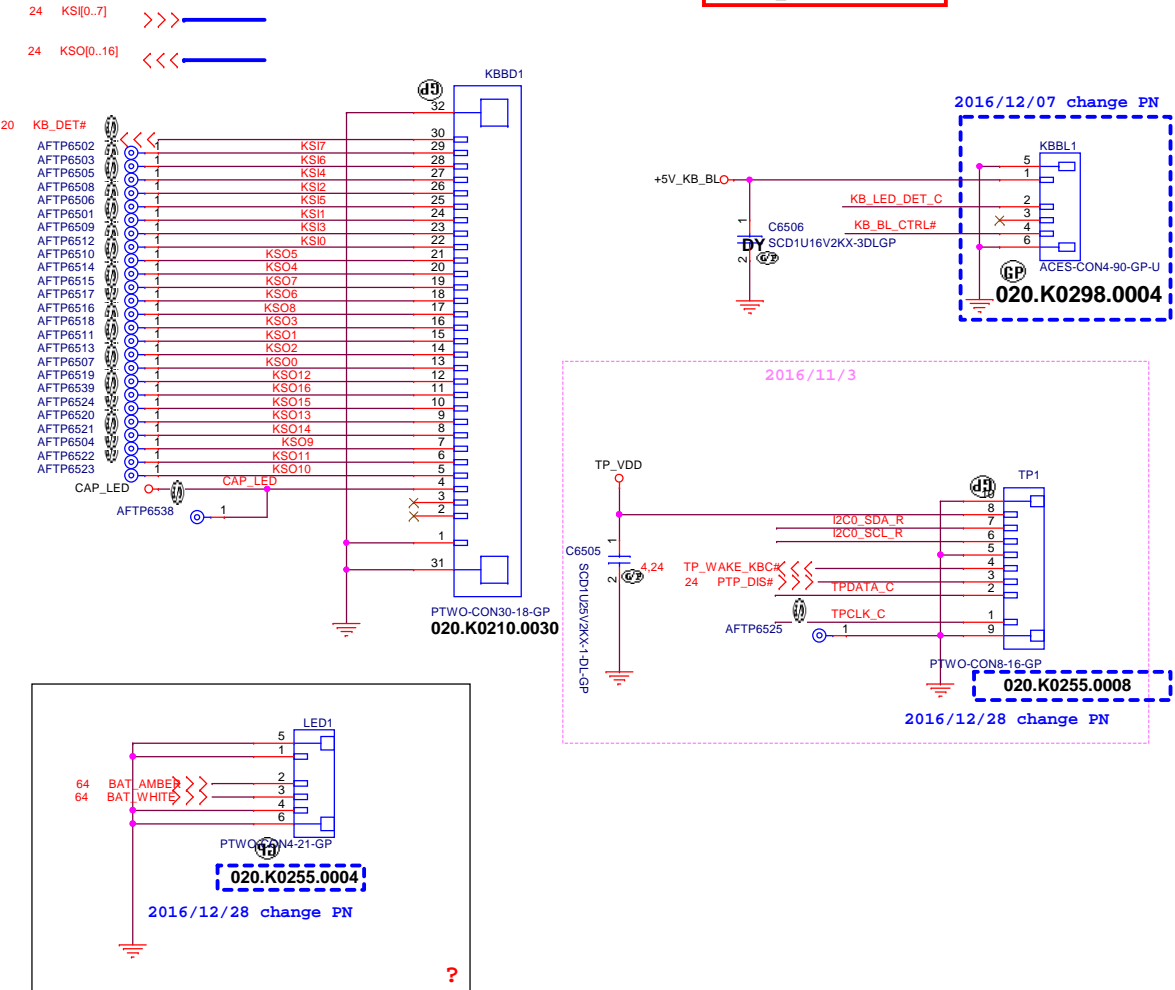 24 KSI[0..7]
24 KSO[0..16]
KBBD1
GP
32
20 KB_DET#
30
AFTP6502 1 KSI7 29
AFTP6503 1 KSI6 28
AFTP6505 1 KSI4 27
AFTP6508 1 KSI2 26
AFTP6506 1 KSI5 25
AFTP6501 1 KSI1 24
AFTP6509 1 KSI3 23
AFTP6512 1 KSI0 22
AFTP6510 1 KSO5 21
AFTP6514 1 KSO4 20
AFTP6515 1 KSO7 19
AFTP6517 1 KSO6 18
AFTP6516 1 KSO8 17
AFTP6518 1 KSO3 16
AFTP6511 1 KSO1 15
AFTP6513 1 KSO2 14
AFTP6507 1 KSO0 13
AFTP6519 1 KSO12 12
AFTP6539 1 KSO16 11
AFTP6524 1 KSO15 10
AFTP6520 1 KSO13 9
AFTP6521 1 KSO14 8
AFTP6504 1 KSO9 7
AFTP6522 1 KSO11 6
AFTP6523 1 KSO10 5
CAP_LED CAP_LED 4
3
AFTP6538 1 2
1
31
PTWO-CON30-18-GP
020.K0210.0030
2016/12/07 change PN
KBBL1
5
+5V_KB_BL 1
KB_LED_DET_C 2
3
KB_BL_CTRL# 4
6
1
C6506
DY SCD1U16V2KX-3DLGP
2 G/P
GP ACES-CON4-90-GP-U
020.K0298.0004
2016/11/3
TP_VDD
TP1
GP
10
8
I2C0_SDA_R 7
I2C0_SCL_R 6
5
4,24 TP_WAKE_KBC# 4
24 PTP_DIS# 3
TPDATA_C 2
TPCLK_C 1
AFTP6525 1 9
1
C6505
2 G/P
SCD1U25V2KX-1-DL-GP
PTWO-CON8-16-GP
020.K0255.0008
2016/12/28 change PN
LED1
5
1
64 BAT_AMBER 2
64 BAT_WHITE 3
4
6
PTWO-CON4-21-GP
GP
020.K0255.0004
2016/12/28 change PN
?